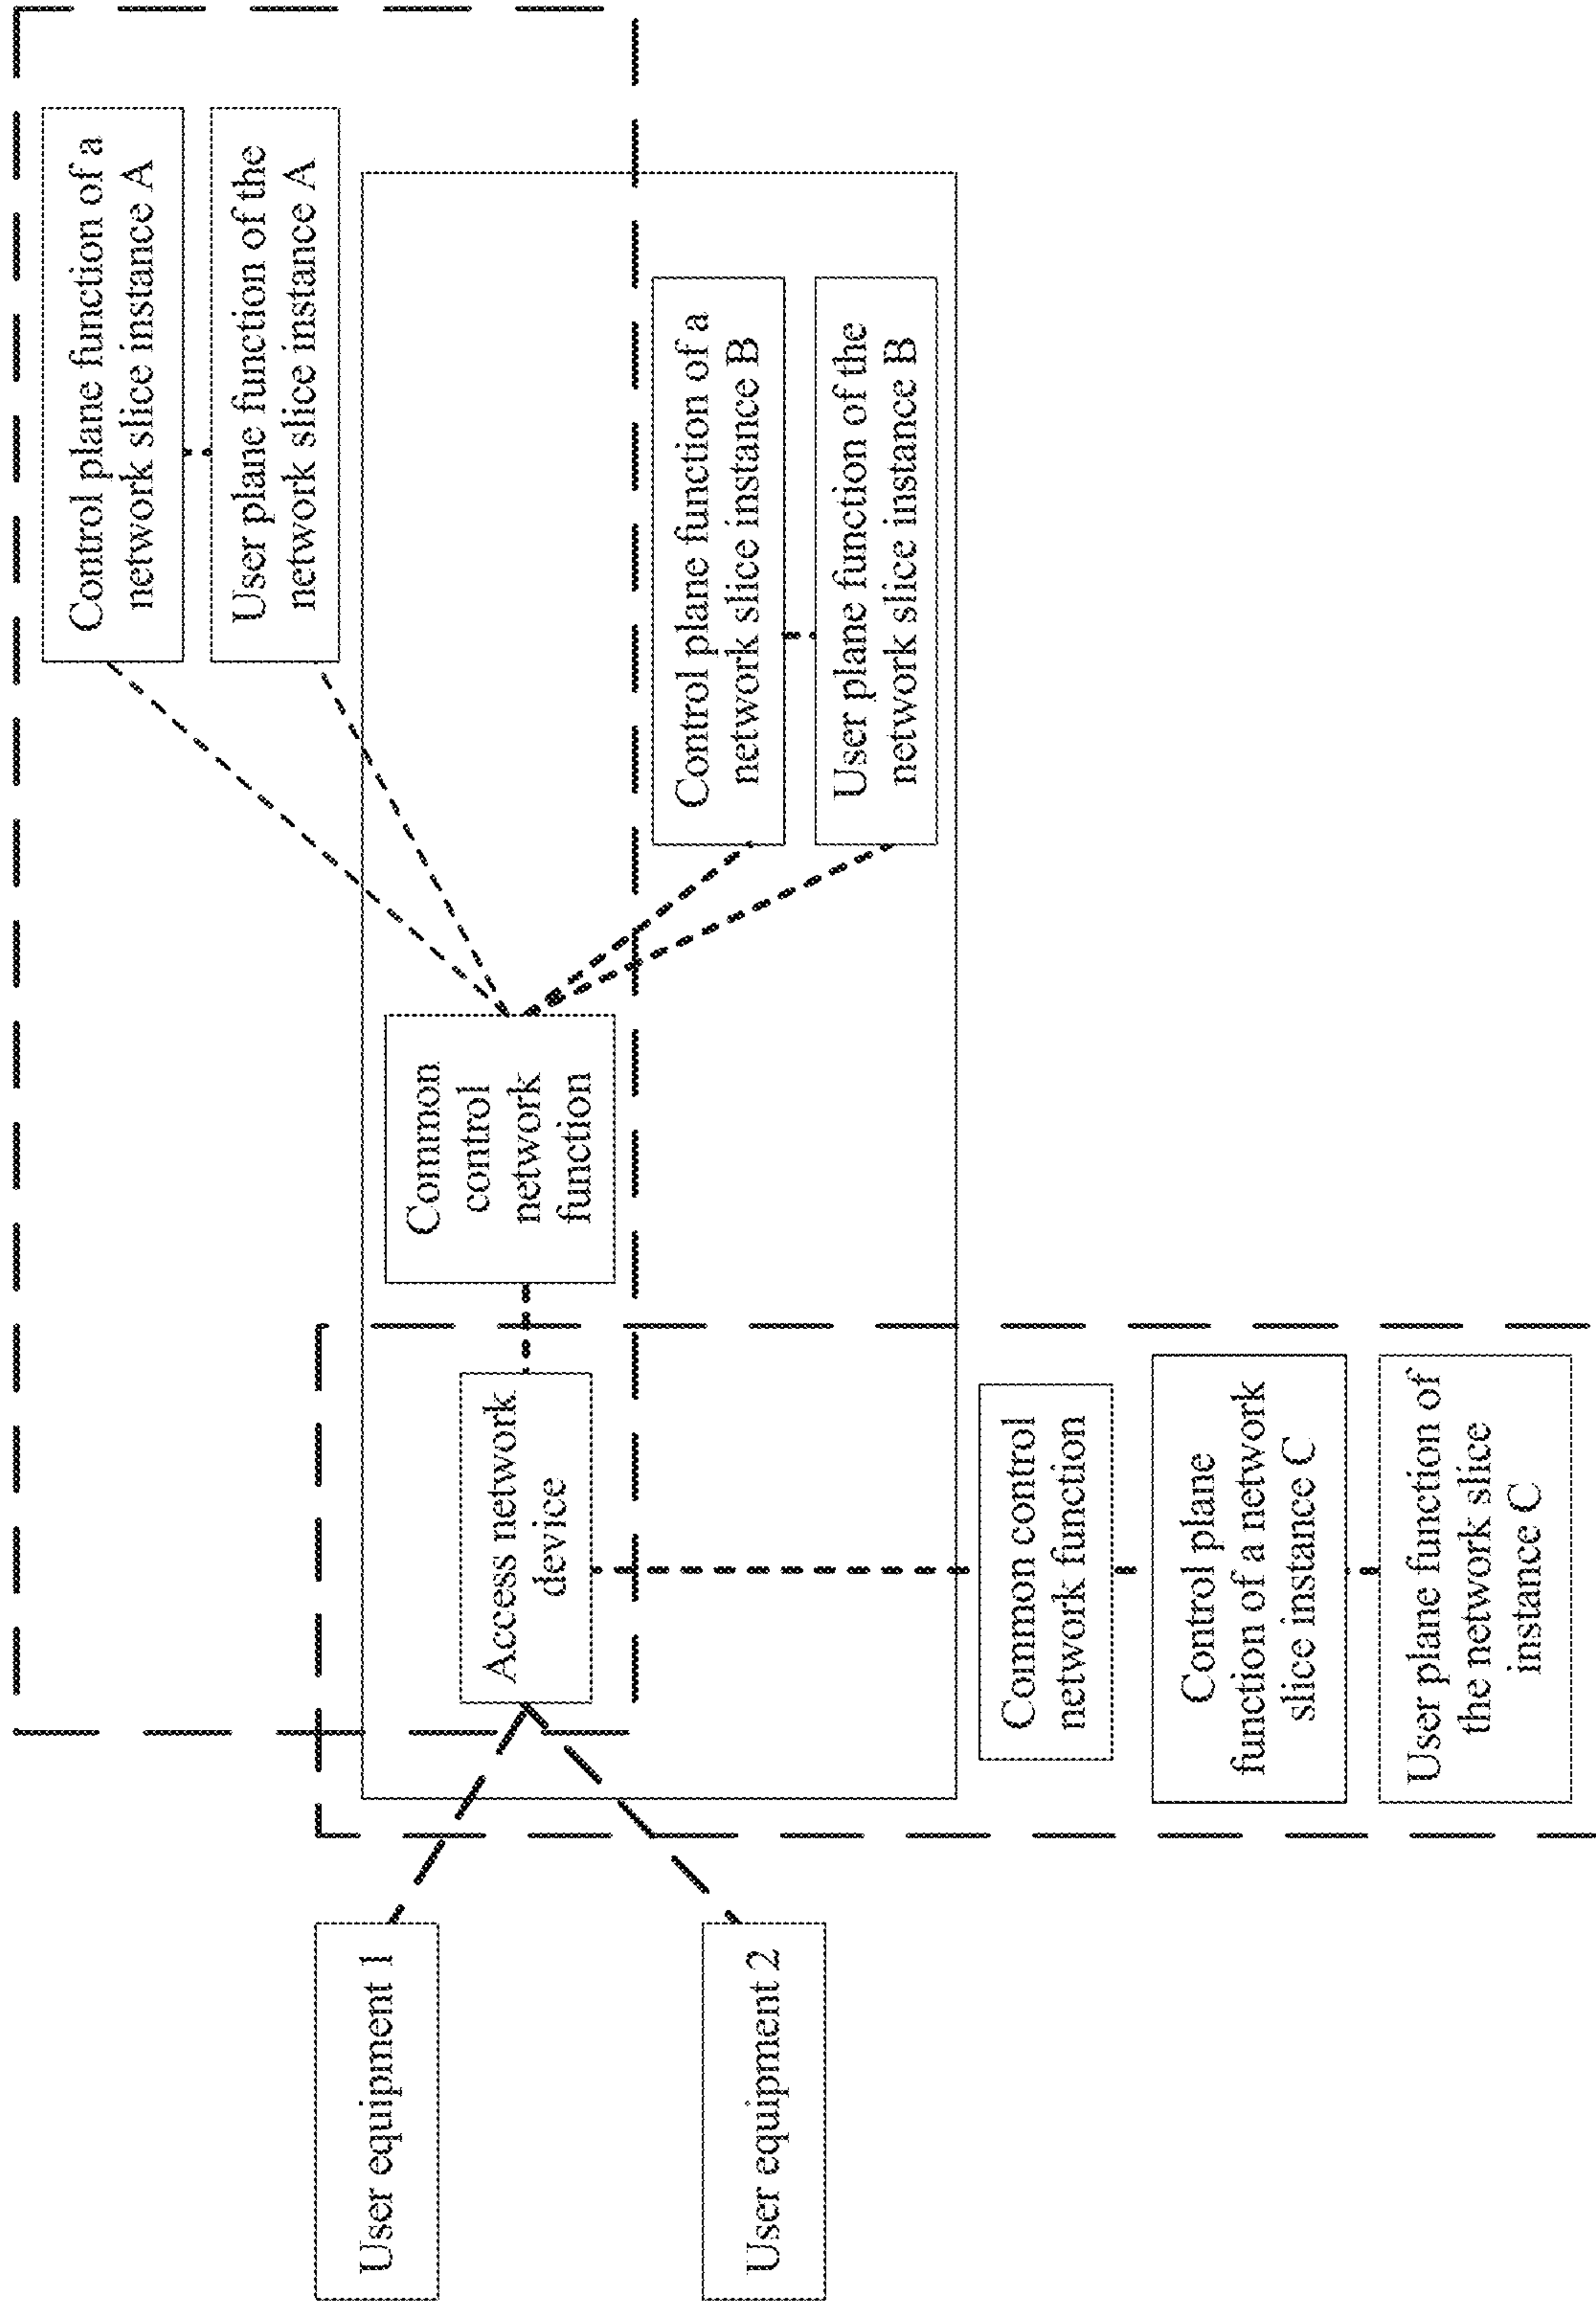 Control plane function of a
network slice instance A
User plane function of the
network slice instance A
Common
control
network
function
Control plane function of a
network slice instance B
User plane function of the
network slice instance B
Access network
device
User equipment 1
User equipment 2
Common control
network function
Control plane
function of a network
slice instance C
User plane function of
the network slice
instance C